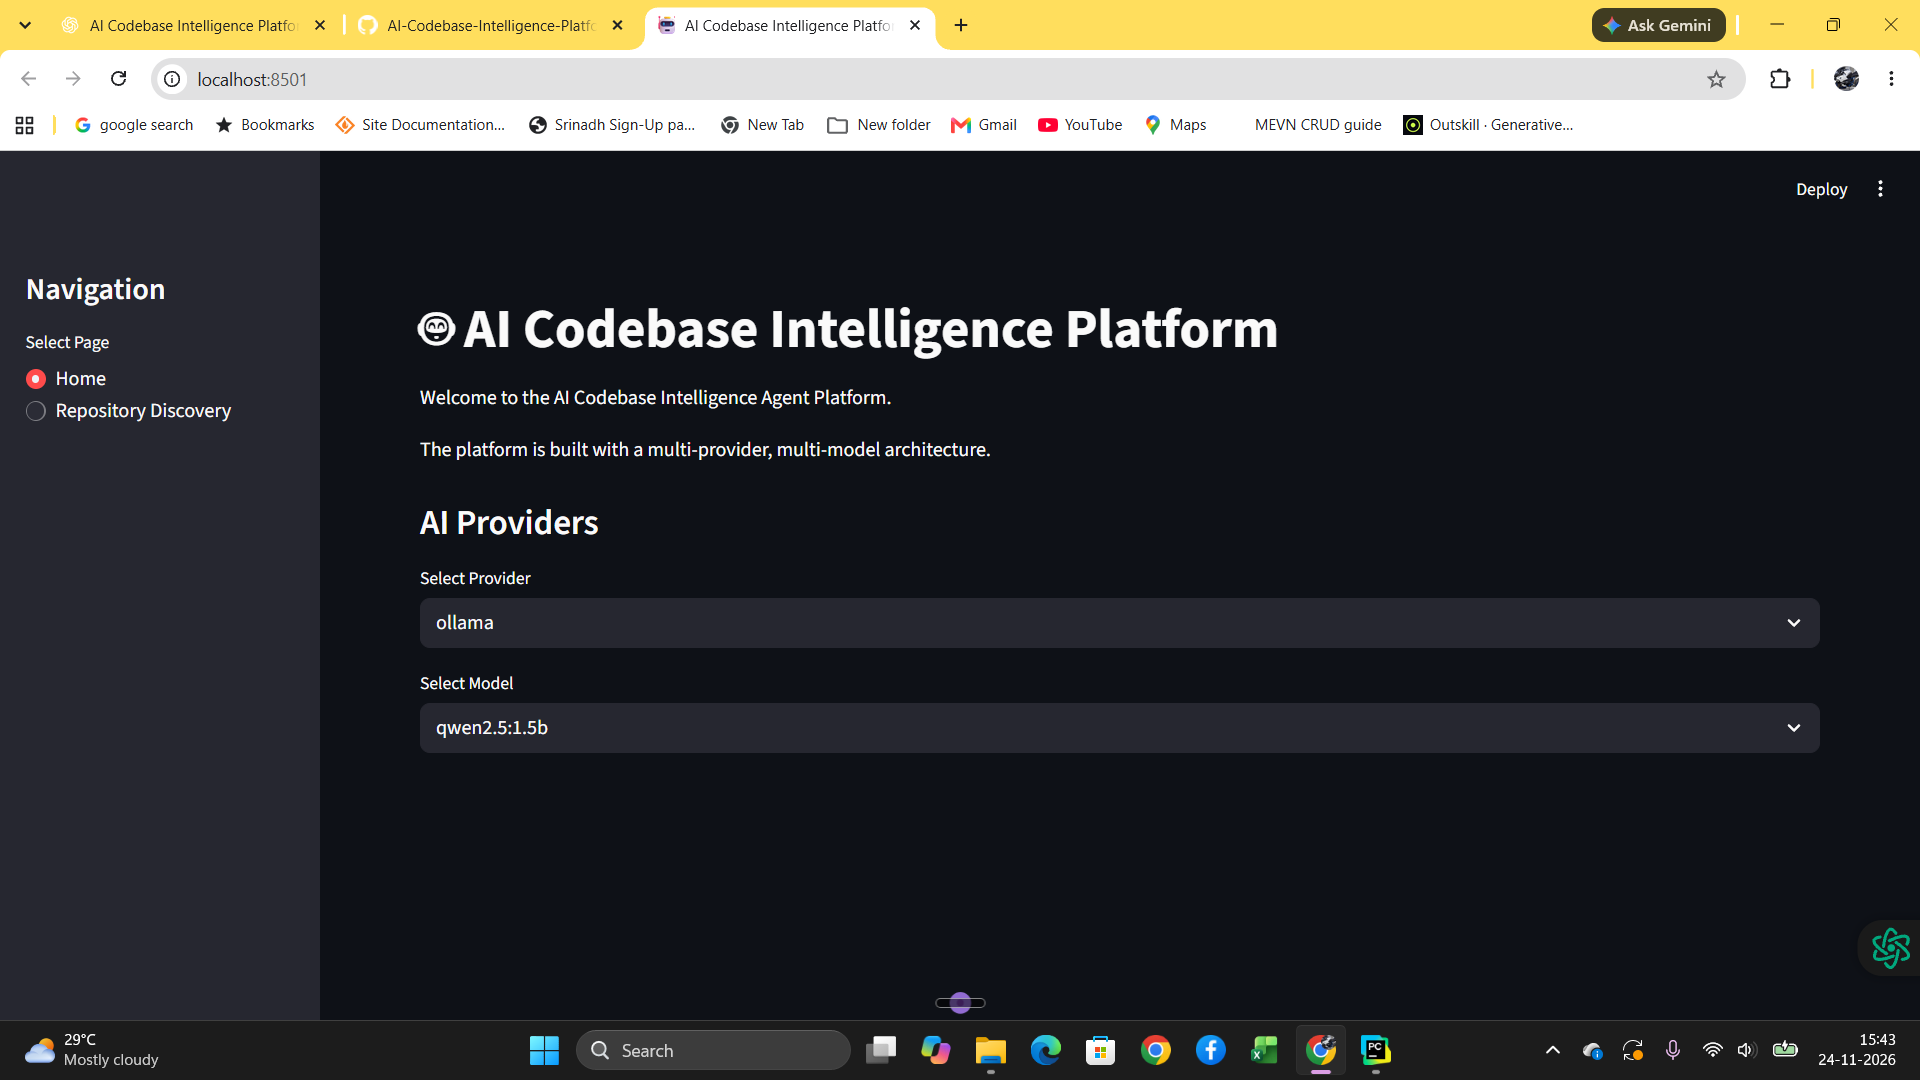 AI Codebase Intelligence Platfo
AI-Codebase-Intelligence-Platfo
AI Codebase Intelligence Platfo
Ask Gemini
localhost:8501
google search
Bookmarks
Site Documentation...
Srinadh Sign-Up pa...
New Tab
New folder
Gmail
YouTube
Maps
MEVN CRUD guide
Outskill · Generative...
Deploy
Navigation
Select Page
Home
Repository Discovery
AI Codebase Intelligence Platform
Welcome to the AI Codebase Intelligence Agent Platform.
The platform is built with a multi-provider, multi-model architecture.
AI Providers
Select Provider
ollama
Select Model
qwen2.5:1.5b
29°C
Mostly cloudy
Search
PC
15:43
24-11-2026